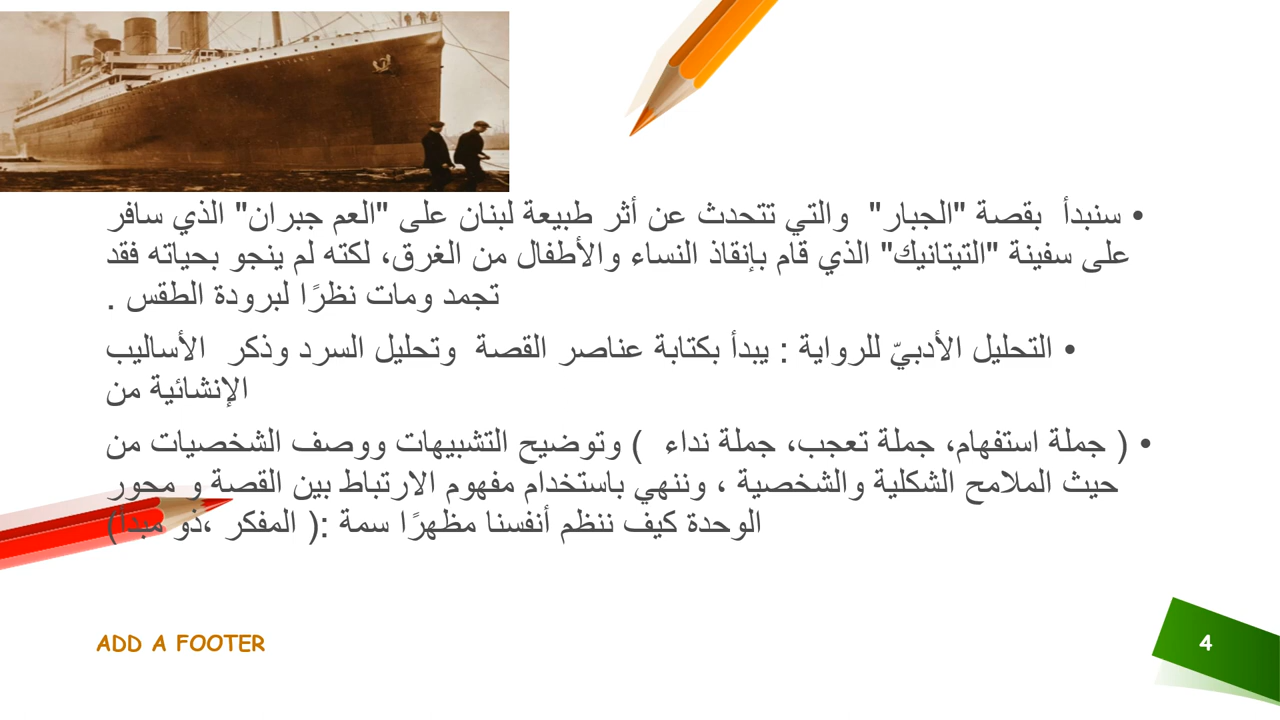 • سنبدأ بقصة "الجبار" والتي تتحدث عن أثر طبيعة لبنان على "العم جبران" الذي سافر
على سفينة "التيتانيك" الذي قام بإنقاذ النساء والأطفال من الغرق، لكته لم ينجو بحياته فقد
تجمد ومات نظرًا لبرودة الطقس .
• التحليل الأدبيّ للرواية : يبدأ بكتابة عناصر القصة وتحليل السرد وذكر الأساليب
الإنشائية من
• ( جملة استفهام، جملة تعجب، جملة نداء ) وتوضيح التشبيهات ووصف الشخصيات من
حيث الملامح الشكلية والشخصية ، وننهي باستخدام مفهوم الارتباط بين القصة و محور
الوحدة كيف ننظم أنفسنا مظهرًا سمة :( المفكر ،ذو مبدأ)
ADD A FOOTER
4